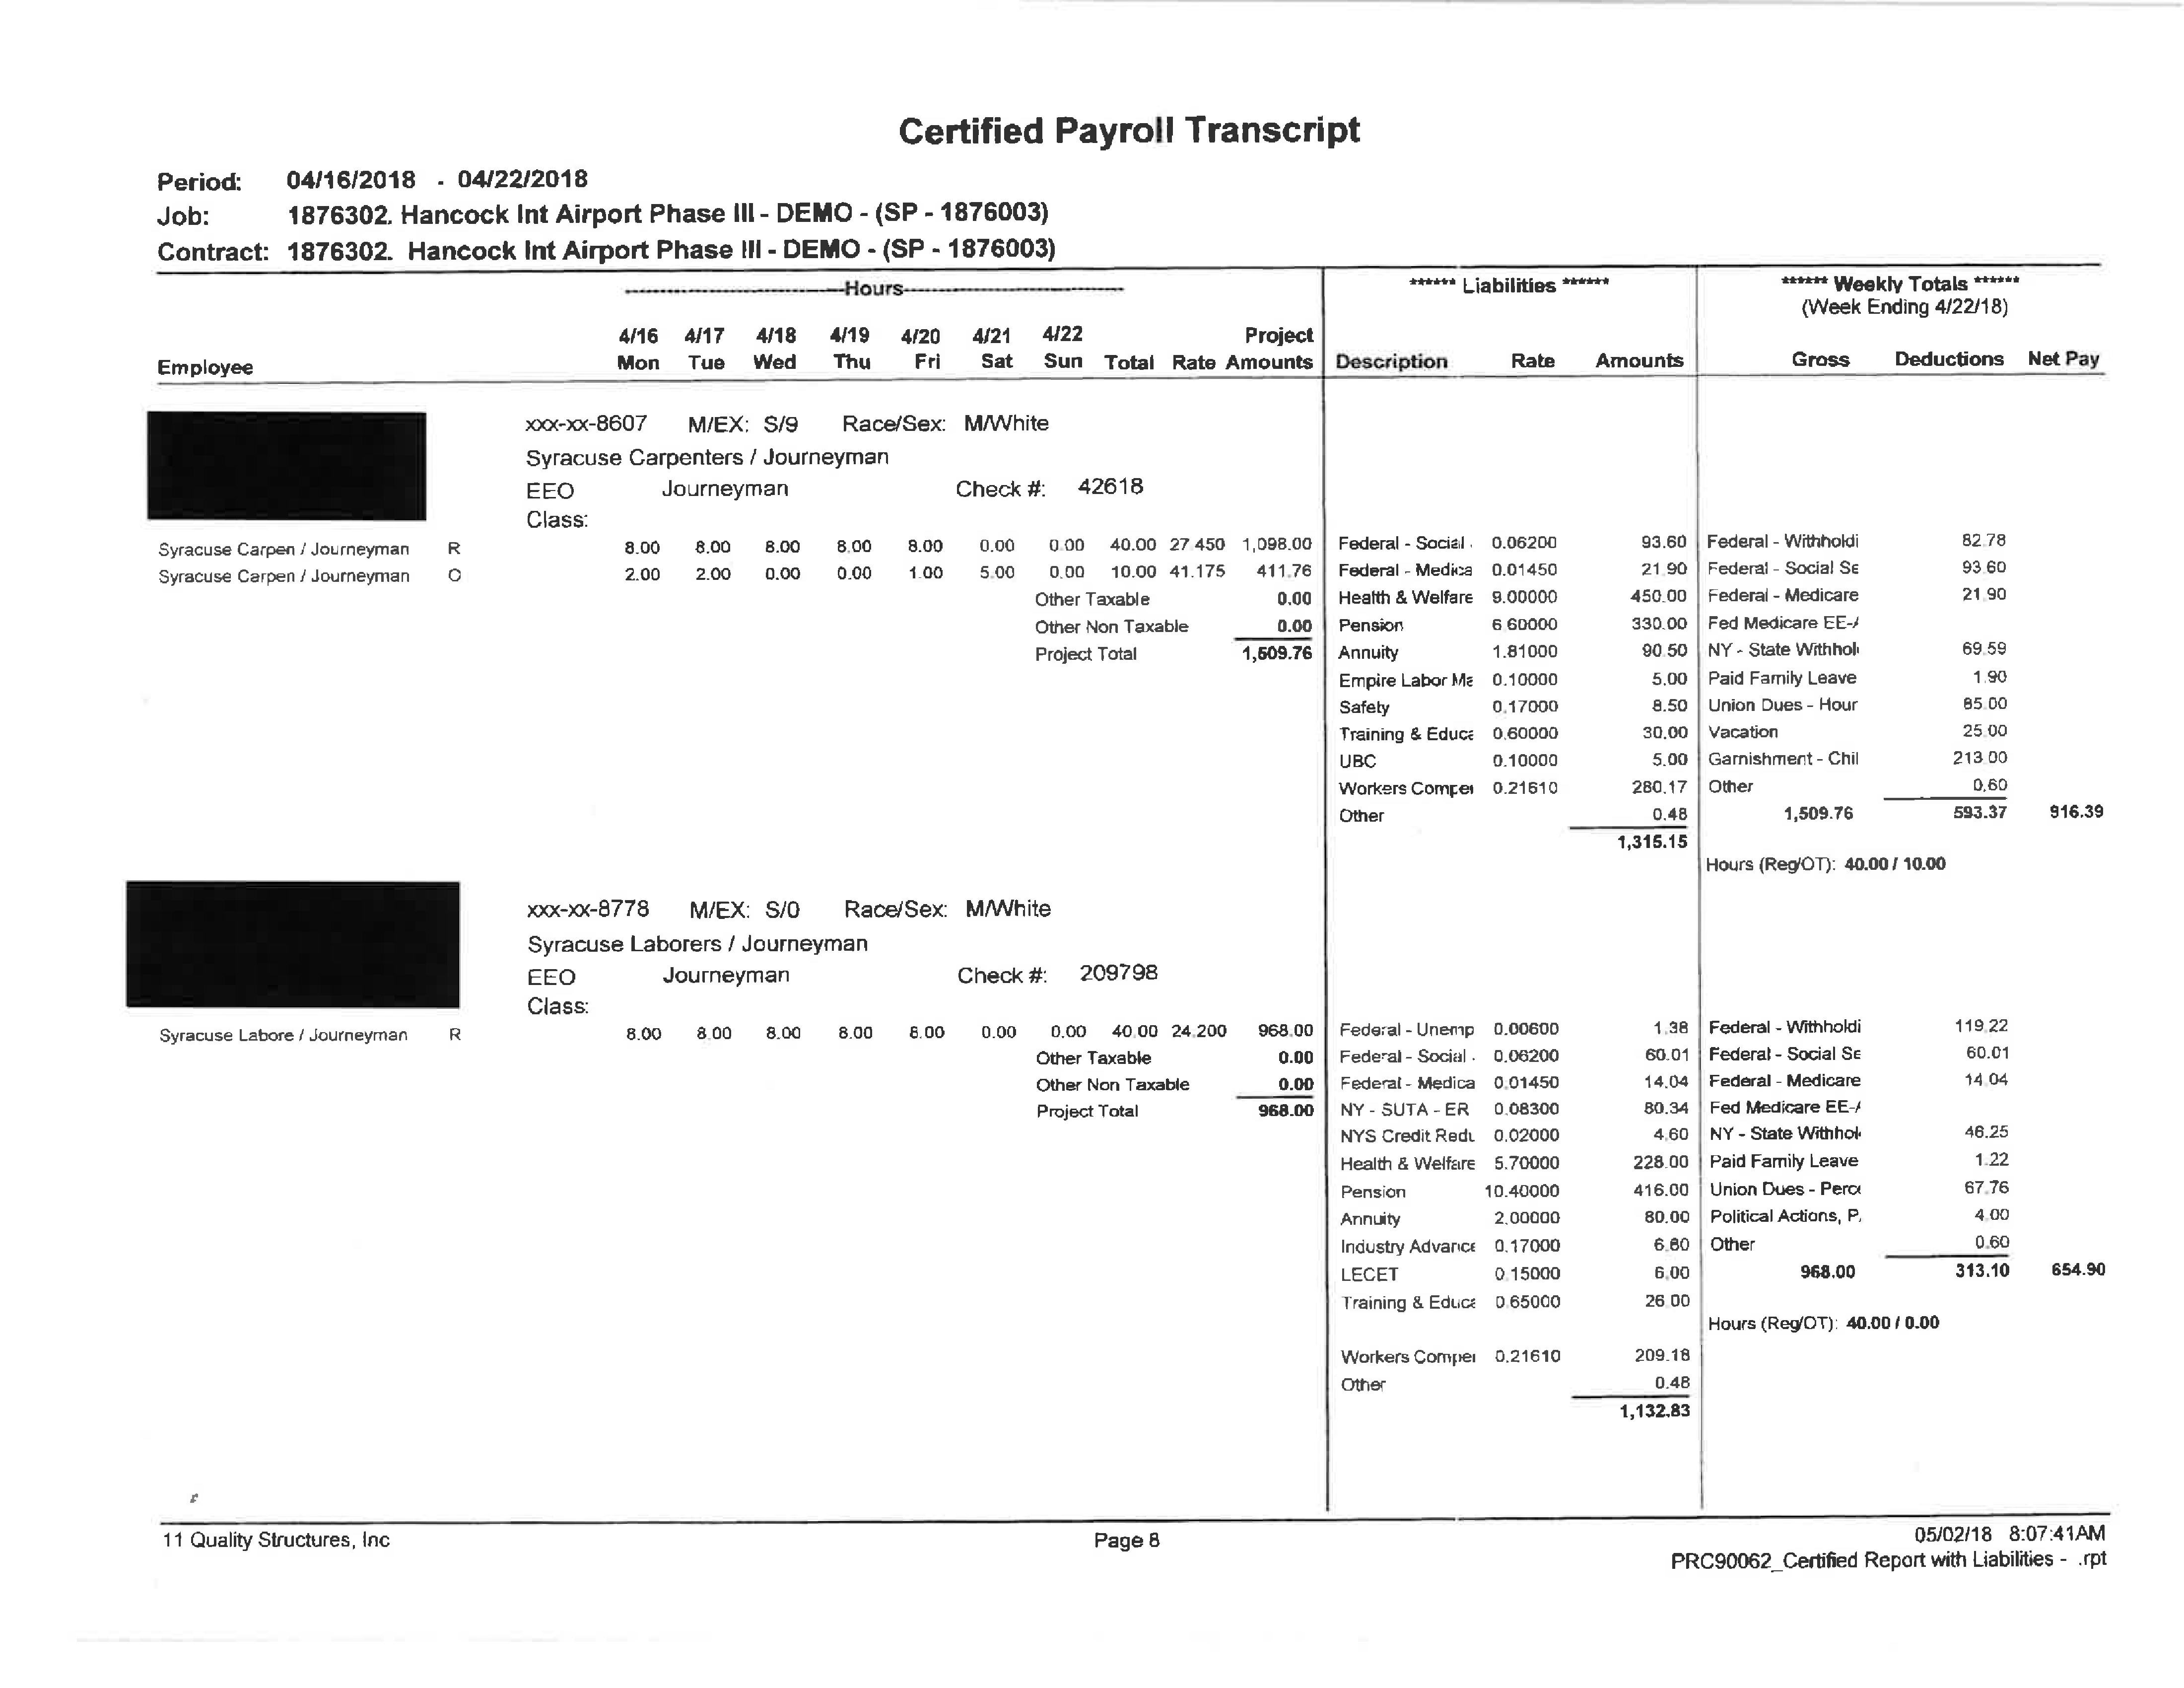 Certified Payroll Transcript
Period: 04/16/2018 - 04/22/2018
Job: 1876302. Hancock Int Airport Phase III - DEMO - (SP - 1876003)
Contract: 1876302. Hancock Int Airport Phase III - DEMO - (SP - 1876003)
Hours ****** Liabilities ****** ****** Weekly Totals ******
(Week Ending 4/22/18)
4/16 4/17 4/18 4/19 4/20 4/21 4/22 Project
Employee Mon Tue Wed Thu Fri Sat Sun Total Rate Amounts Description Rate Amounts Gross Deductions Net Pay
xxx-xx-8607 M/EX: S/9 Race/Sex: M/White
Syracuse Carpenters / Journeyman
EEO Journeyman Check #: 42618
Class:
Syracuse Carpen / Journeyman R 8.00 8.00 8.00 8.00 8.00 0.00 0.00 40.00 27.450 1,098.00 Federal - Social . 0.06200 93.60 Federal - Withholdi 82.78
Syracuse Carpen / Journeyman O 2.00 2.00 0.00 0.00 1.00 5.00 0.00 10.00 41.175 411.76 Federal - Medica 0.01450 21.90 Federal - Social Se 93.60
Other Taxable 0.00 Health & Welfare 9.00000 450.00 Federal - Medicare 21.90
Other Non Taxable 0.00 Pension 6.60000 330.00 Fed Medicare EE-/
Project Total 1,509.76 Annuity 1.81000 90.50 NY - State Withhol 69.59
Empire Labor Ma 0.10000 5.00 Paid Family Leave 1.90
Safety 0.17000 8.50 Union Dues - Hour 85.00
Training & Educa 0.60000 30.00 Vacation 25.00
UBC 0.10000 5.00 Garnishment - Chil 213.00
Workers Compe 0.21610 280.17 Other 0.60
Other 0.48 1,509.76 593.37 916.39
1,315.15
Hours (Reg/OT): 40.00 / 10.00
xxx-xx-8778 M/EX: S/0 Race/Sex: M/White
Syracuse Laborers / Journeyman
EEO Journeyman Check #: 209798
Class:
Syracuse Labore / Journeyman R 8.00 8.00 8.00 8.00 8.00 0.00 0.00 40.00 24.200 968.00 Federal - Unemp 0.00600 1.38 Federal - Withholdi 119.22
Other Taxable 0.00 Federal - Social . 0.06200 60.01 Federal - Social Se 60.01
Other Non Taxable 0.00 Federal - Medica 0.01450 14.04 Federal - Medicare 14.04
Project Total 968.00 NY - SUTA - ER 0.08300 80.34 Fed Medicare EE-/
NYS Credit Redu 0.02000 4.60 NY - State Withhol 46.25
Health & Welfare 5.70000 228.00 Paid Family Leave 1.22
Pension 10.40000 416.00 Union Dues - Perce 67.76
Annuity 2.00000 80.00 Political Actions, P. 4.00
Industry Advance 0.17000 6.80 Other 0.60
LECET 0.15000 6.00 968.00 313.10 654.90
Training & Educa 0.65000 26.00
Hours (Reg/OT): 40.00 / 0.00
Workers Compe 0.21610 209.18
Other 0.48
1,132.83
11 Quality Structures, Inc Page 8 05/02/18 8:07:41AM
PRC90062_Certified Report with Liabilities - .rpt